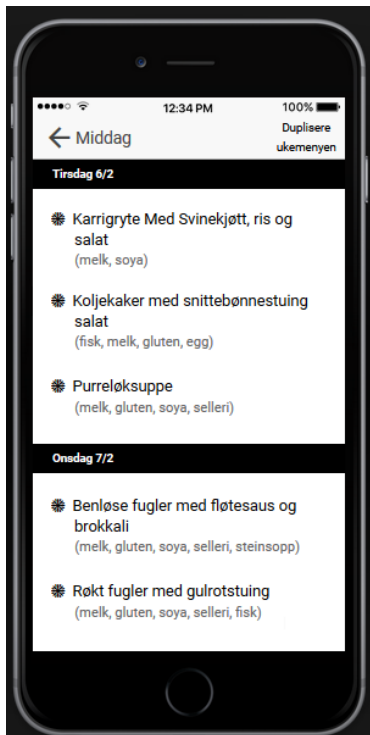 12:34 PM
100%
Middag
Duplisere
ukemenyen
Tirsdag 6/2
Karrigryte Med Svinekjøtt, ris og
salat
(melk, soya)
Koljekaker med snittebønnestuing
salat
(fisk, melk, gluten, egg)
Purreløksuppe
(melk, gluten, soya, selleri)
Onsdag 7/2
Benløse fugler med fløtesaus og
brokkali
(melk, gluten, soya, selleri, steinsopp)
Røkt fugler med gulrotstuing
(melk, gluten, soya, selleri, fisk)